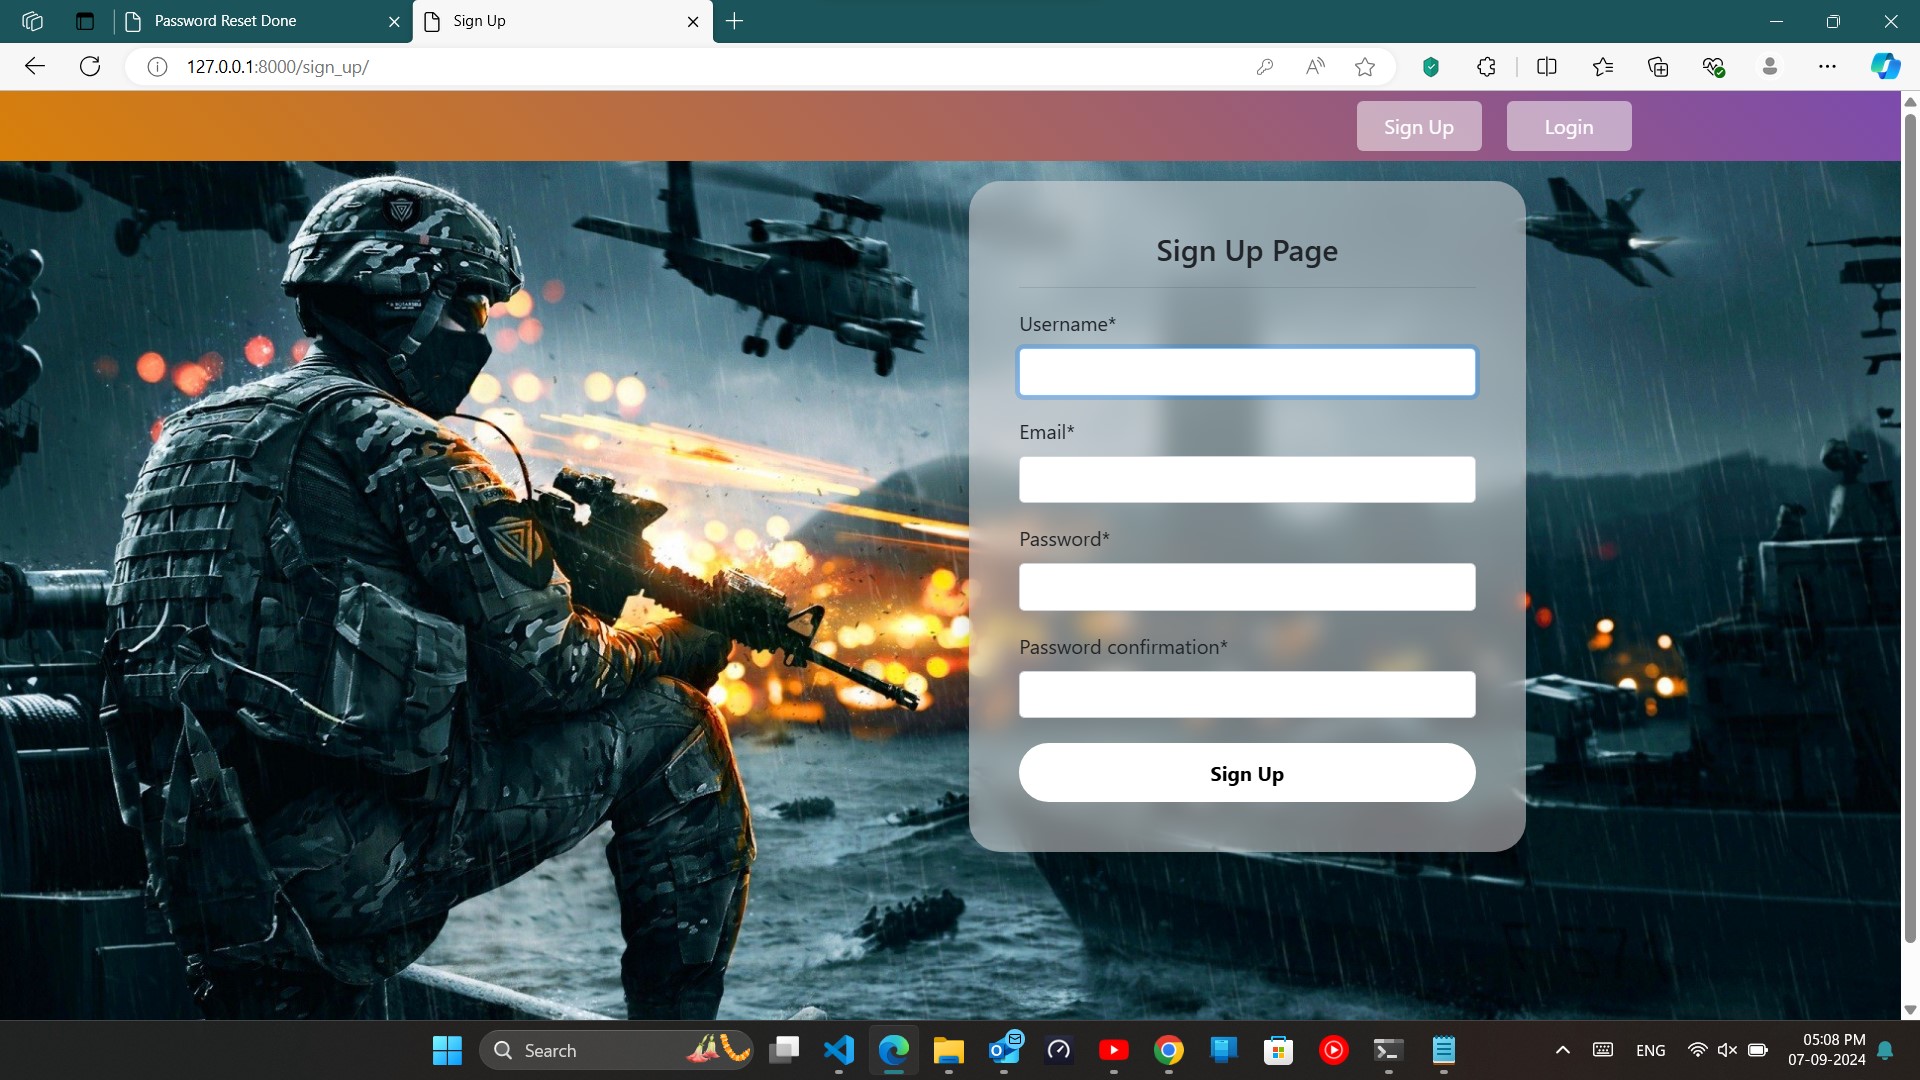 Password Reset Done
Sign Up
127.0.0.1:8000/sign_up/
Sign Up
Login
Sign Up Page
Username*
Email*
Password*
Password confirmation*
Sign Up
Search
ENG
05:08 PM
07-09-2024